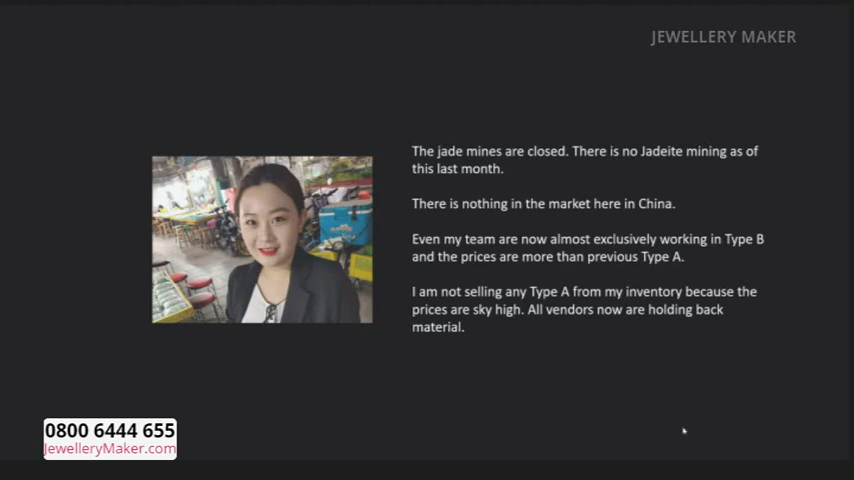 JEWELLERY MAKER
The jade mines are closed. There is no Jadeite mining as of
this last month.
There is nothing in the market here in China.
Even my team are now almost exclusively working in Type B
and the prices are more than previous Type A.
I am not selling any Type A from my inventory because the
prices are sky high. All vendors now are holding back
material.
0800 6444 655
JewelleryMaker.com